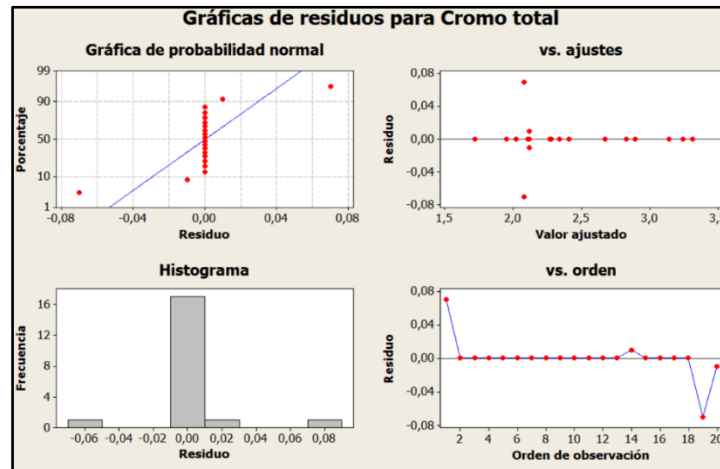 Gráficas de residuos para Cromo total
Gráfica de probabilidad normal
99
90
50
10
1
Porcentaje
-0,08 -0,04 0,00 0,04 0,08
Residuo
vs. ajustes
0,08
0,04
0,00
-0,04
-0,08
Residuo
1,5 2,0 2,5 3,0
Valor ajustado
Histograma
16
12
8
4
0
Frecuencia
-0,06 -0,04 -0,02 0,00 0,02 0,04 0,06 0,08
Residuo
vs. orden
0,08
0,04
0,00
-0,04
-0,08
Residuo
2 4 6 8 10 12 14 16 18 20
Orden de observación